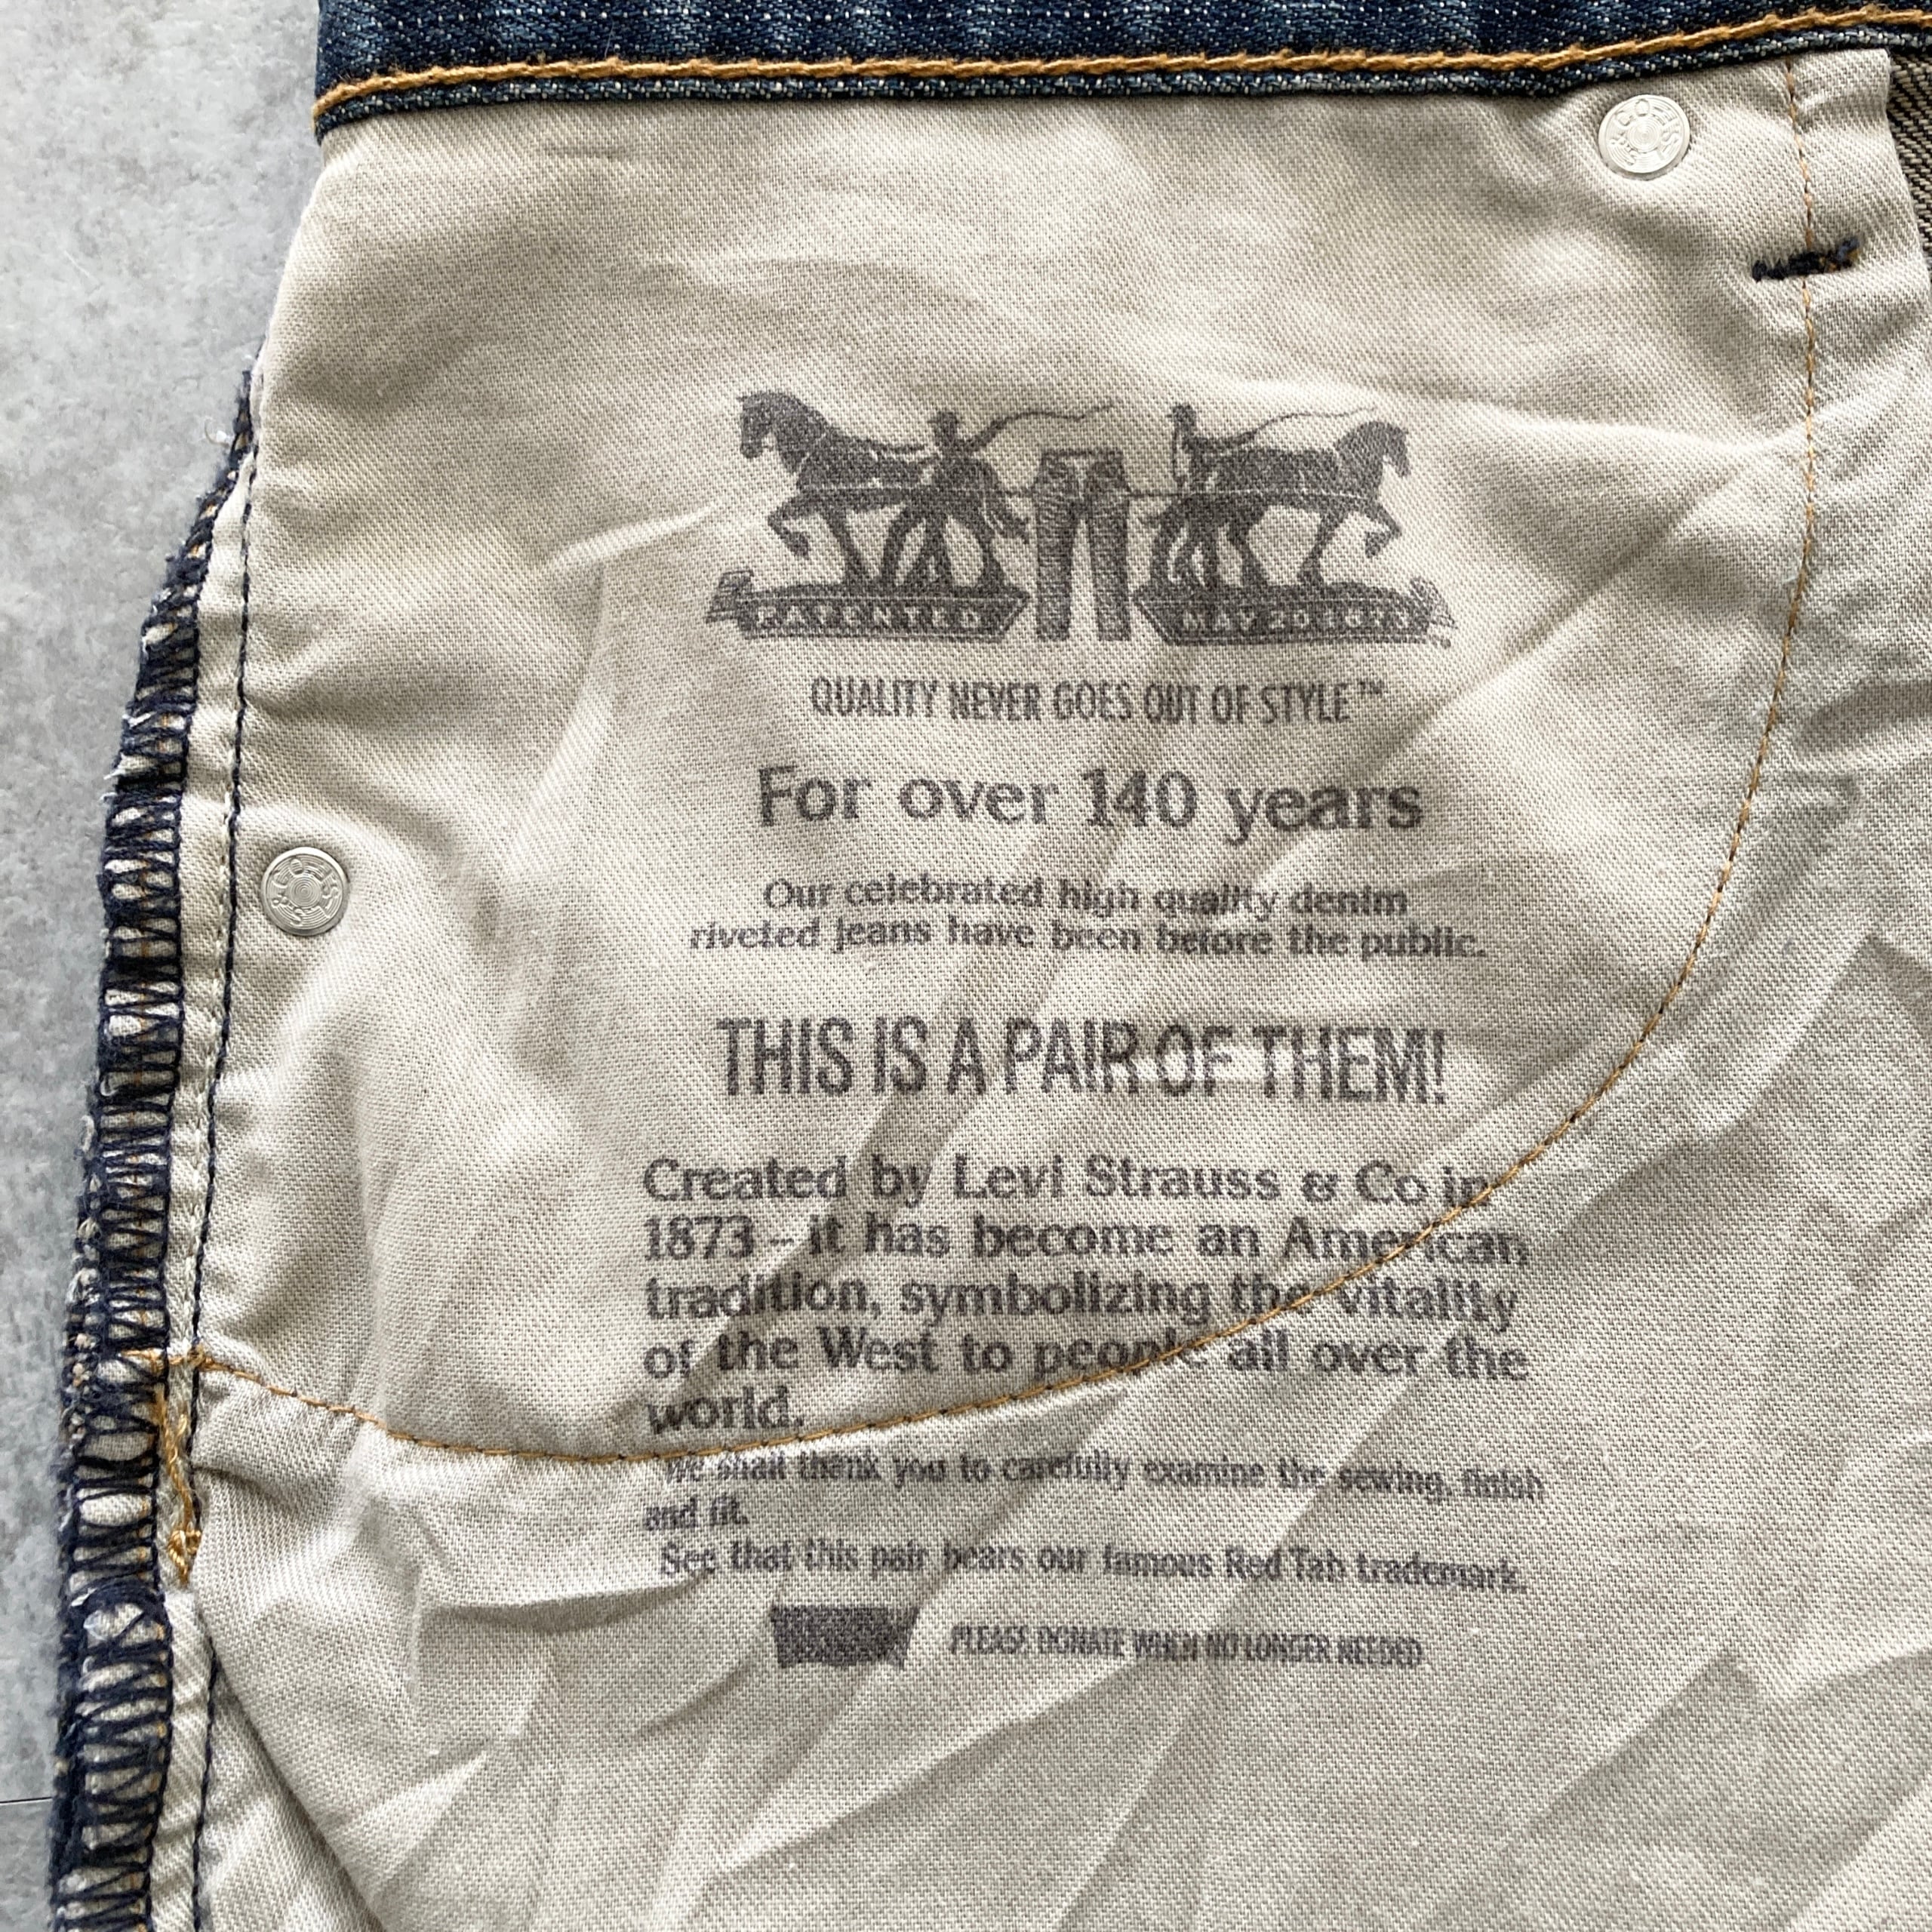 PATENTED MAY 20 1873
QUALITY NEVER GOES OUT OF STYLE™
For over 140 years
Our celebrated high quality denim
riveted jeans have been before the public.
THIS IS A PAIR OF THEM!
Created by Levi Strauss & Co in
1873 – it has become an American
tradition, symbolizing the vitality
of the West to people all over the
world.
We shall thank you to carefully examine the sewing, finish
and fit.
See that this pair bears our famous Red Tab trademark.
PLEASE DONATE WHEN NO LONGER NEEDED